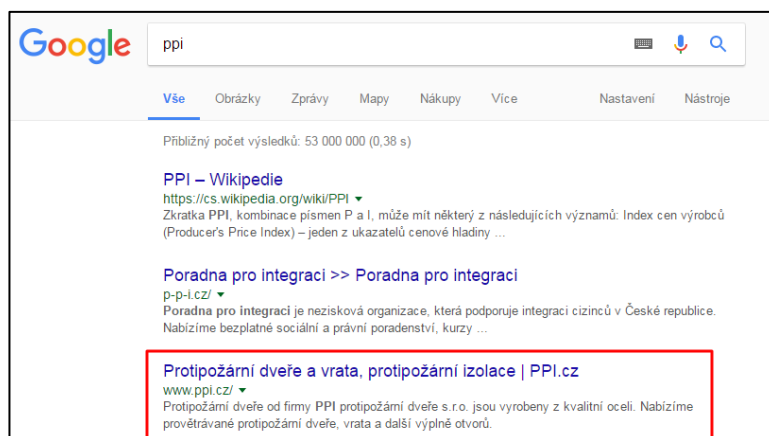 Google
ppi
Vše Obrázky Zprávy Mapy Nákupy Více Nastavení Nástroje
Přibližný počet výsledků: 53 000 000 (0,38 s)
PPI – Wikipedie
https://cs.wikipedia.org/wiki/PPI
Zkratka PPI, kombinace písmen P a I, může mít některý z následujících významů: Index cen výrobců
(Producer's Price Index) – jeden z ukazatelů cenové hladiny ...
Poradna pro integraci >> Poradna pro integraci
p-p-i.cz/
Poradna pro integraci je nezisková organizace, která podporuje integraci cizinců v České republice.
Nabízíme bezplatné sociální a právní poradenství, kurzy ...
Protipožární dveře a vrata, protipožární izolace | PPI.cz
www.ppi.cz/
Protipožární dveře od firmy PPI protipožární dveře s.r.o. jsou vyrobeny z kvalitní oceli. Nabízíme
provětrávané protipožární dveře, vrata a další výplně otvorů.